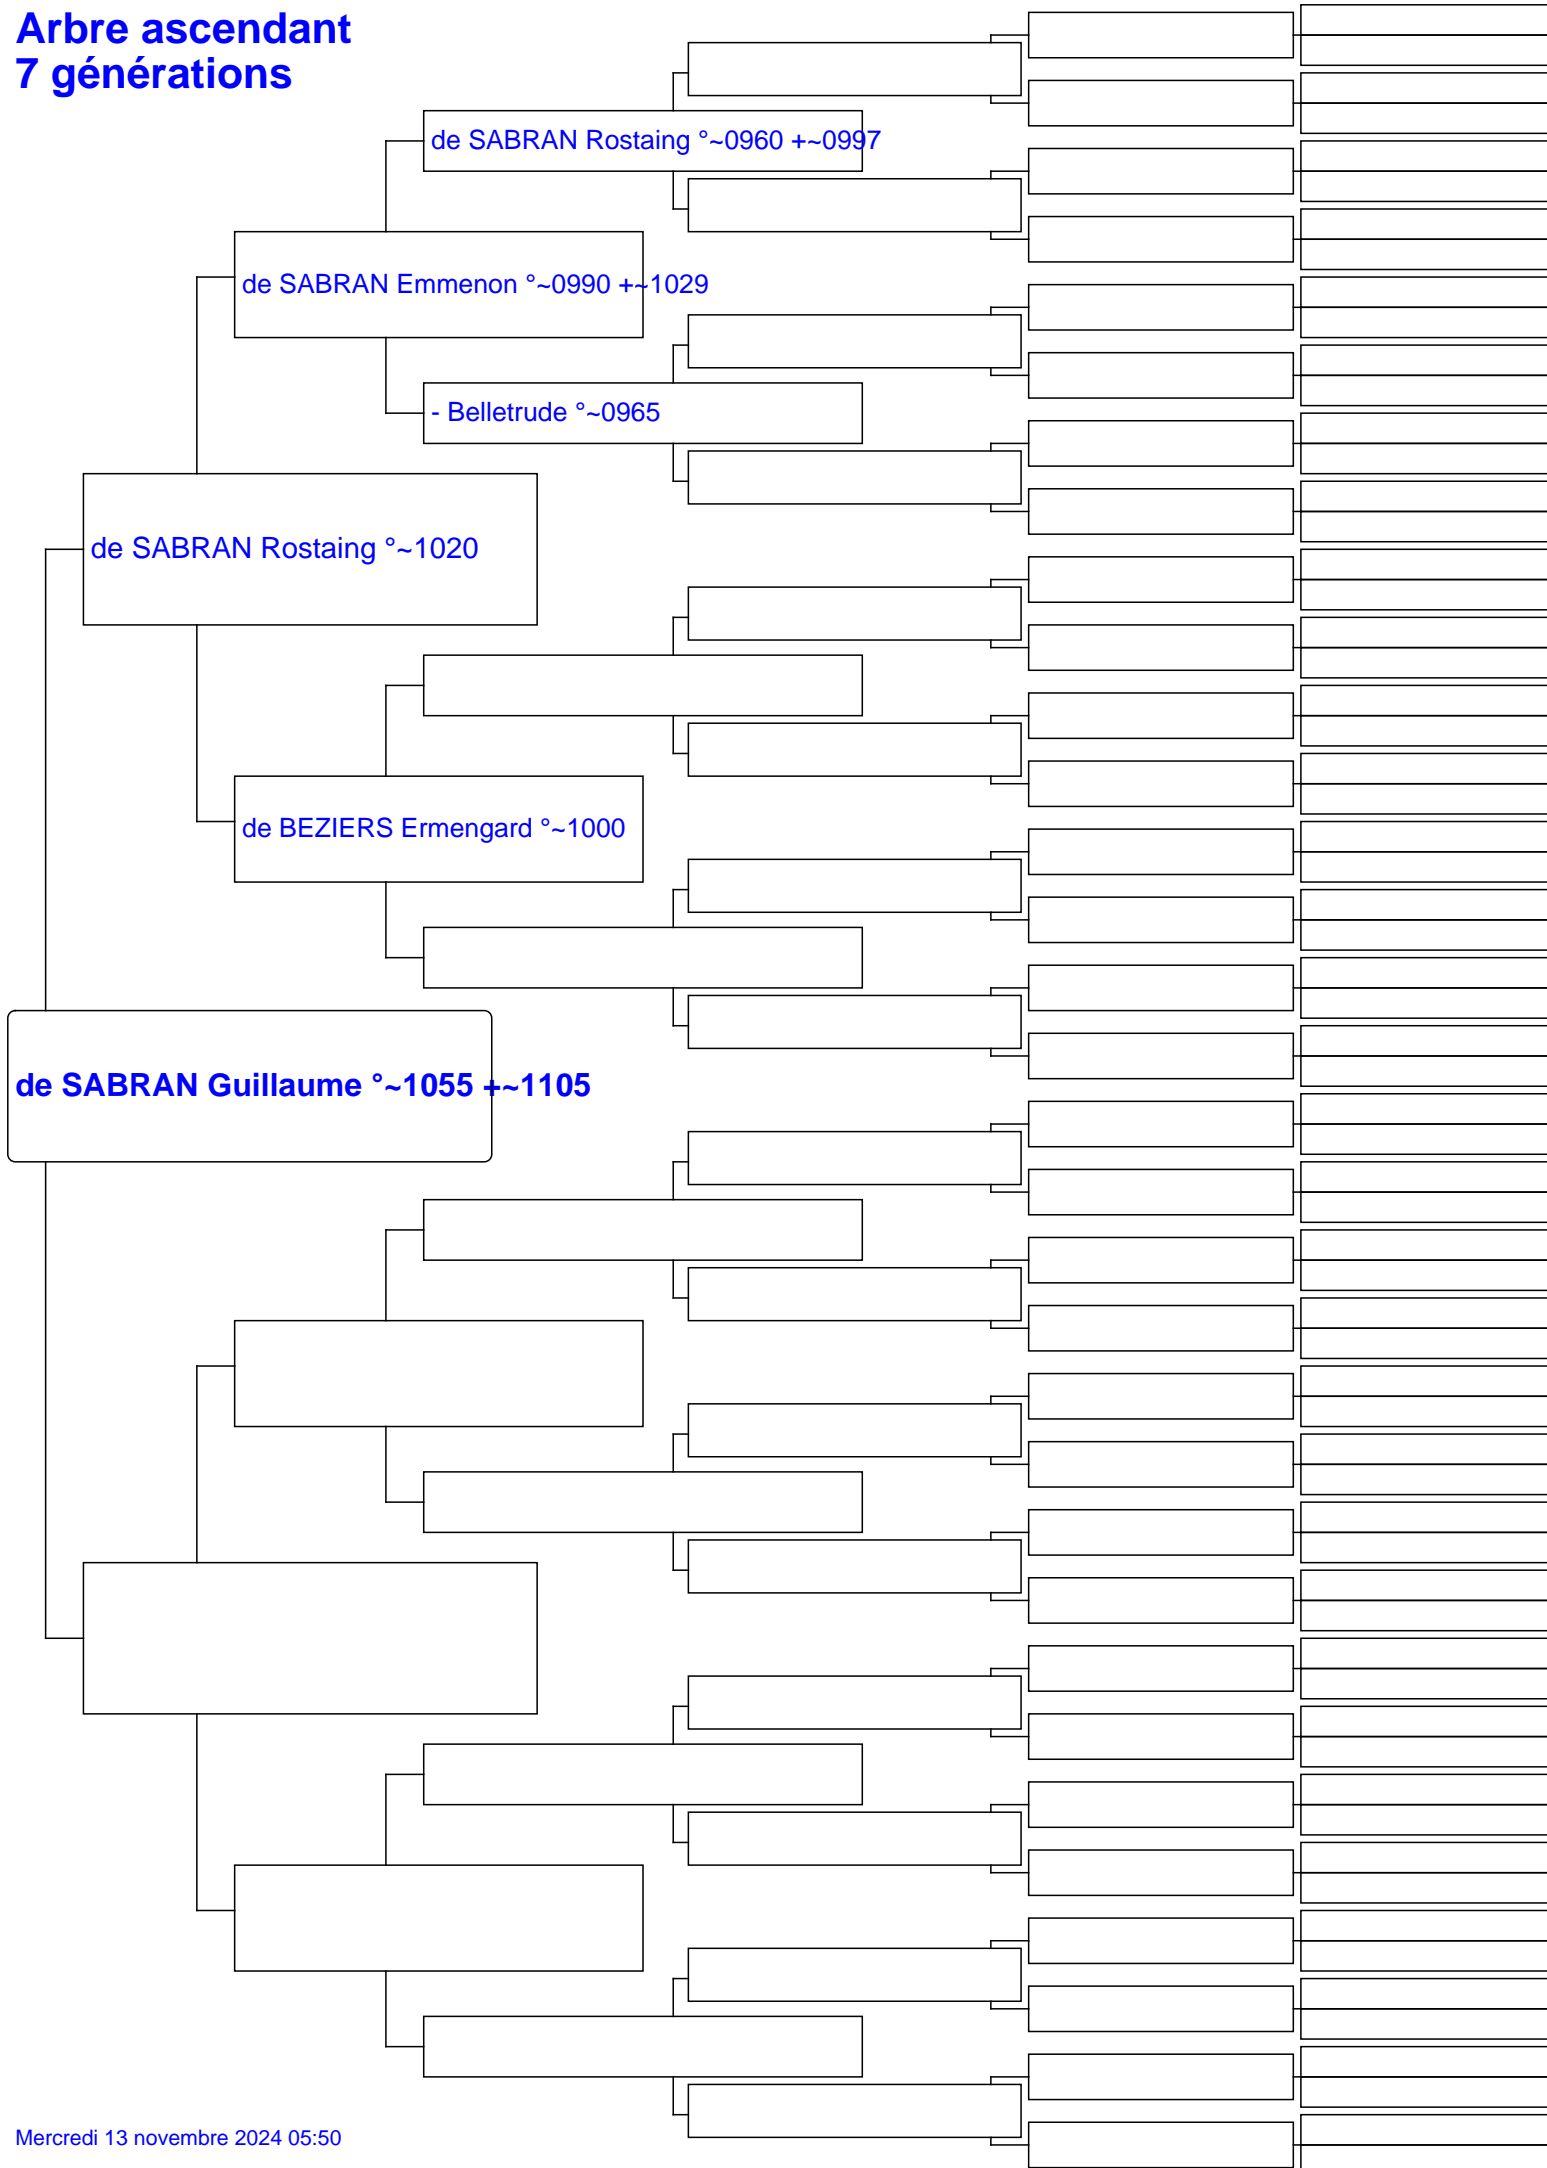 Arbre ascendant
7 générations
de SABRAN Rostaing °~0960 +~0997
de SABRAN Emmenon °~0990 +~1029
- Belletrude °~0965
de SABRAN Rostaing °~1020
de BEZIERS Ermengard °~1000
de SABRAN Guillaume °~1055 +~1105
Mercredi 13 novembre 2024 05:50